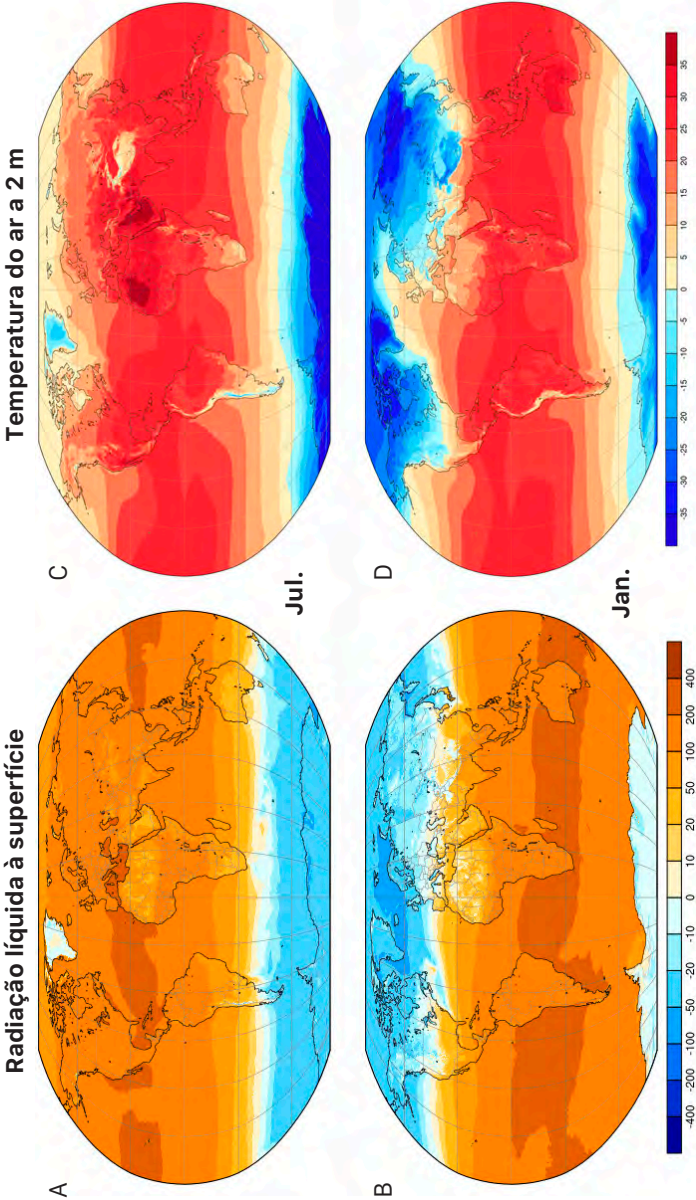 Radiação líquida à superfície
Temperatura do ar a 2 m
A
C
Jul.
B
D
Jan.
-400 -200 -100 -50 -20 -10 0 10 20 50 100 200 400
-35 -30 -25 -20 -15 -10 -5 0 5 10 15 20 25 30 35